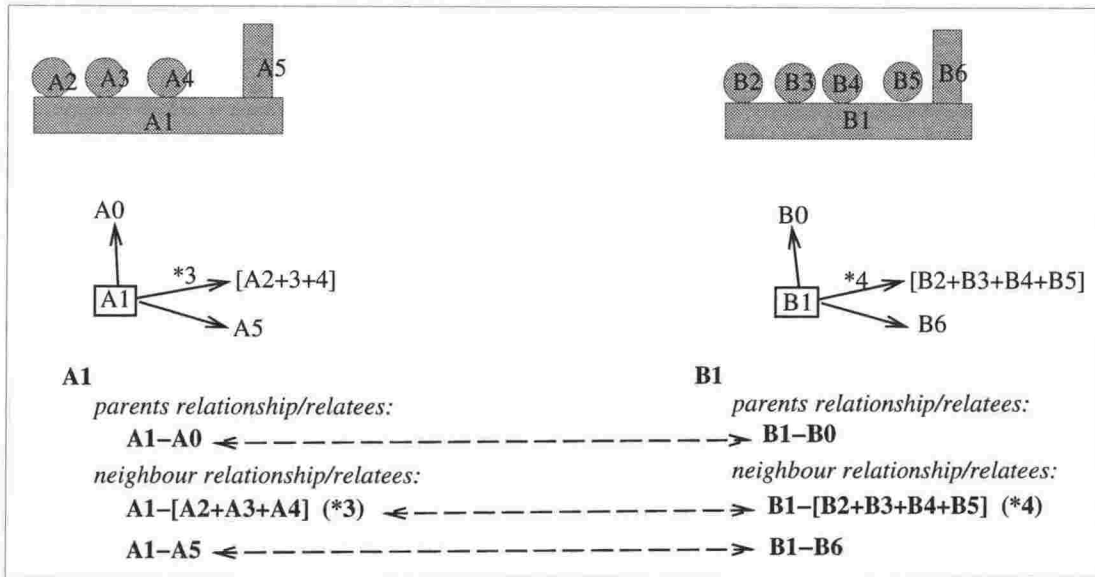 A2 A3 A4 A5
A1
B2 B3 B4 B5 B6
B1
A0
*3 [A2+3+4]
A1
A5
B0
*4 [B2+B3+B4+B5]
B1
B6
A1
parents relationship/relatees:
A1–A0
neighbour relationship/relatees:
A1–[A2+A3+A4] (*3)
A1–A5
B1
parents relationship/relatees:
B1–B0
neighbour relationship/relatees:
B1–[B2+B3+B4+B5] (*4)
B1–B6